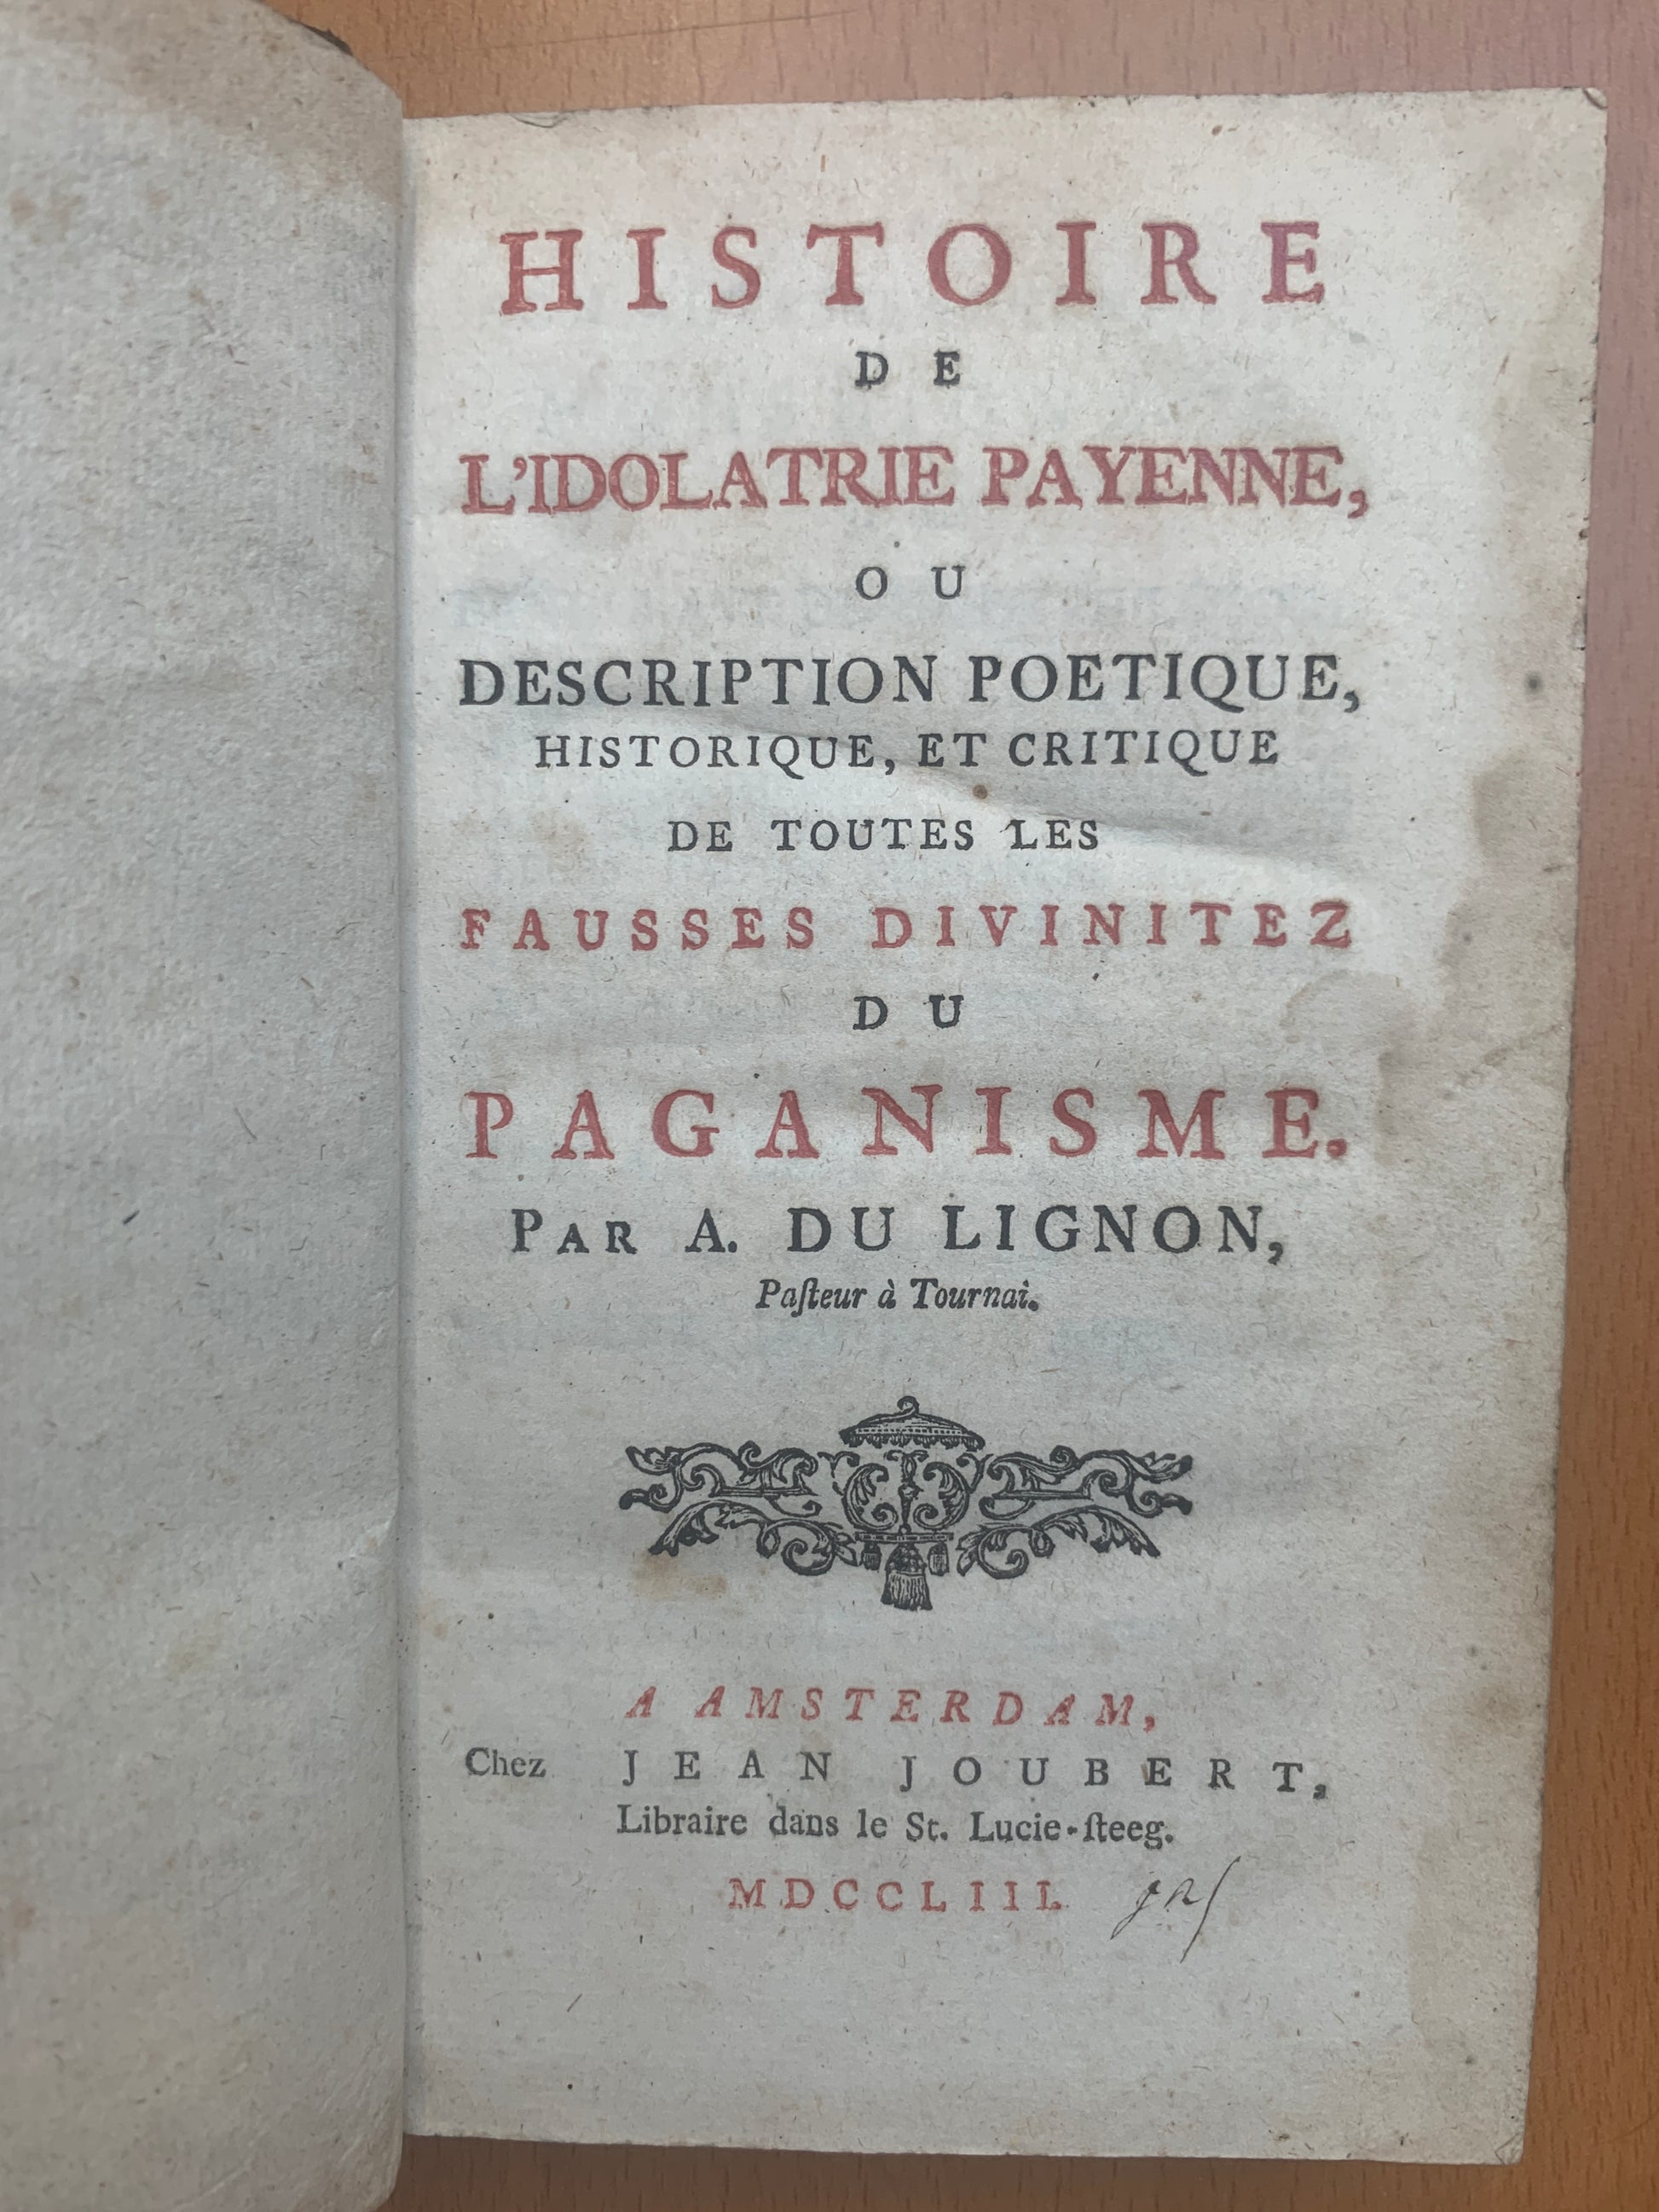 HISTOIRE
DE
L'IDOLATRIE PAYENNE,
OU
DESCRIPTION POETIQUE,
HISTORIQUE, ET CRITIQUE
DE TOUTES LES
FAUSSES DIVINITEZ
DU
PAGANISME.
PAR A. DU LIGNON,
Paſteur à Tournai.
A AMSTERDAM,
Chez JEAN JOUBERT,
Libraire dans le St. Lucie-ſteeg.
MDCCLIII.